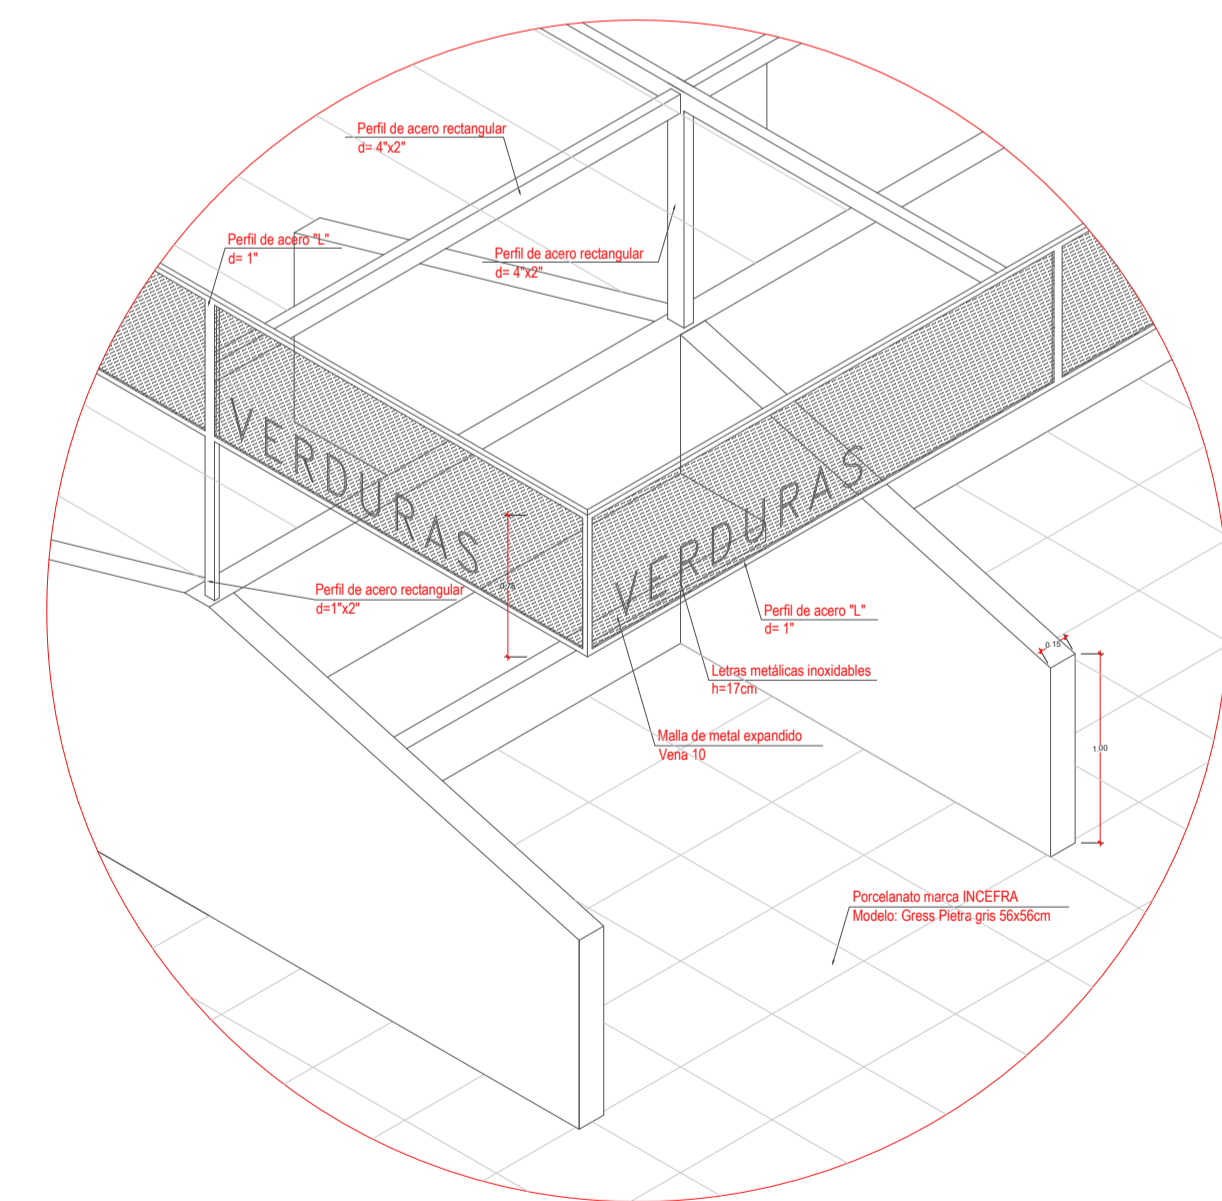 Perfil de acero rectangular
d= 4"x2"
Perfil de acero "L"
d= 1"
Perfil de acero rectangular
d= 4"x2"
VERDURAS
VERDURAS
0.75
Perfil de acero rectangular
d=1"x2"
Perfil de acero "L"
d= 1"
0.15
Letras metálicas inoxidables
h=17cm
Malla de metal expandido
Vena 10
1.00
Porcelanato marca INCEFRA
Modelo: Gress Pietra gris 56x56cm